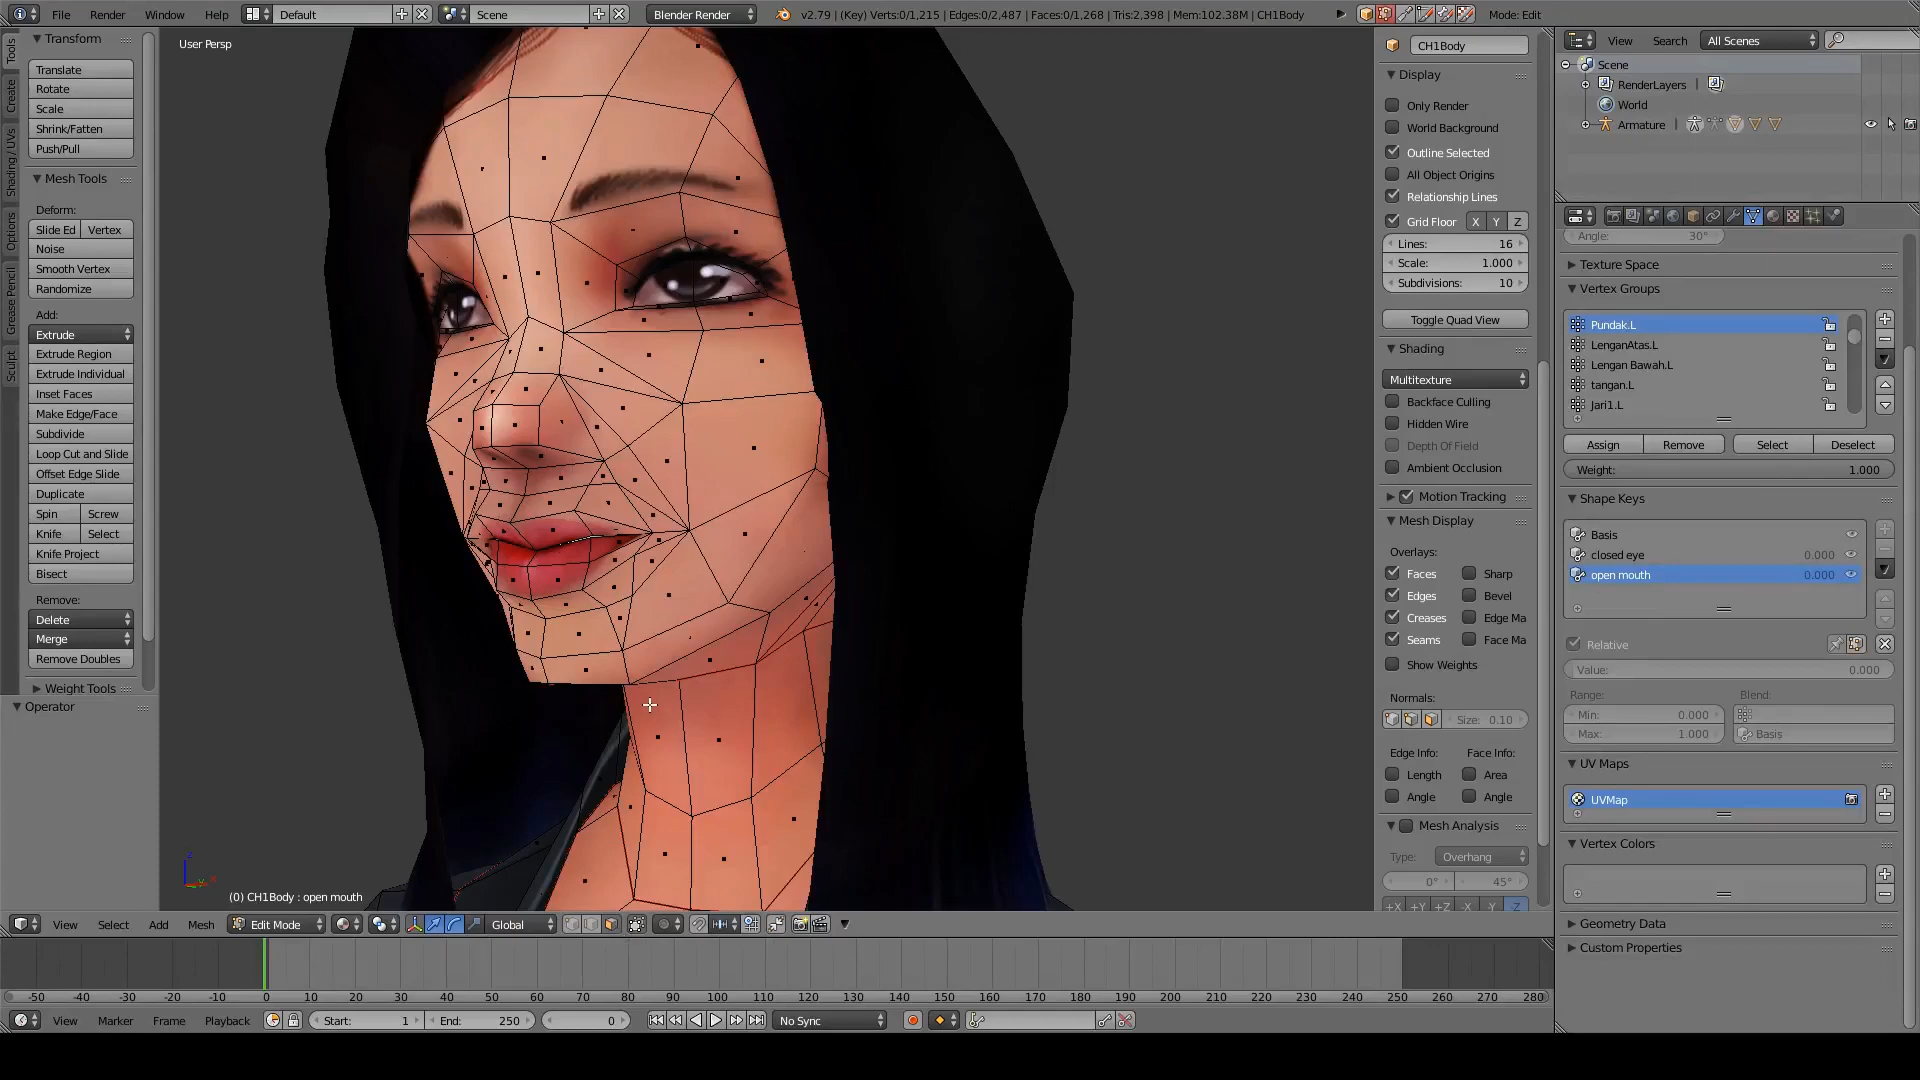 File Render Window Help Default Scene Blender Render v2.79 | (Key) Verts:0/1,215 | Edges:0/2,487 | Faces:0/1,268 | Tris:2,398 | Mem:102.38M | CH1Body Mode: Edit
Tools
Create
Shading / UVs
Options
Grease Pencil
Sculpt
Transform
Translate
Rotate
Scale
Shrink/Fatten
Push/Pull
Mesh Tools
Deform:
Slide Ed Vertex
Noise
Smooth Vertex
Randomize
Add:
Extrude
Extrude Region
Extrude Individual
Inset Faces
Make Edge/Face
Subdivide
Loop Cut and Slide
Offset Edge Slide
Duplicate
Spin Screw
Knife Select
Knife Project
Bisect
Remove:
Delete
Merge
Remove Doubles
Weight Tools
Operator
User Persp
(0) CH1Body : open mouth
CH1Body
Display
Only Render
World Background
Outline Selected
All Object Origins
Relationship Lines
Grid Floor X Y Z
Lines: 16
Scale: 1.000
Subdivisions: 10
Toggle Quad View
Shading
Multitexture
Backface Culling
Hidden Wire
Depth Of Field
Ambient Occlusion
Motion Tracking
Mesh Display
Overlays:
Faces Sharp
Edges Bevel
Creases Edge Ma
Seams Face Ma
Show Weights
Normals:
Size: 0.10
Edge Info: Face Info:
Length Area
Angle Angle
Mesh Analysis
Type: Overhang
0° 45°
+X +Y +Z -X -Y -Z
View Search All Scenes
Scene
RenderLayers |
World
Armature |
Angle: 30°
Texture Space
Vertex Groups
Pundak.L
LenganAtas.L
Lengan Bawah.L
tangan.L
Jari1.L
Assign Remove Select Deselect
Weight: 1.000
Shape Keys
Basis
closed eye 0.000
open mouth 0.000
Relative
Value: 0.000
Range: Blend:
Min: 0.000
Max: 1.000 Basis
UV Maps
UVMap
Vertex Colors
Geometry Data
Custom Properties
View Select Add Mesh Edit Mode Global
-50 -40 -30 -20 -10 0 10 20 30 40 50 60 70 80 90 100 110 120 130 140 150 160 170 180 190 200 210 220 230 240 250 260 270 280
View Marker Frame Playback Start: 1 End: 250 0 No Sync